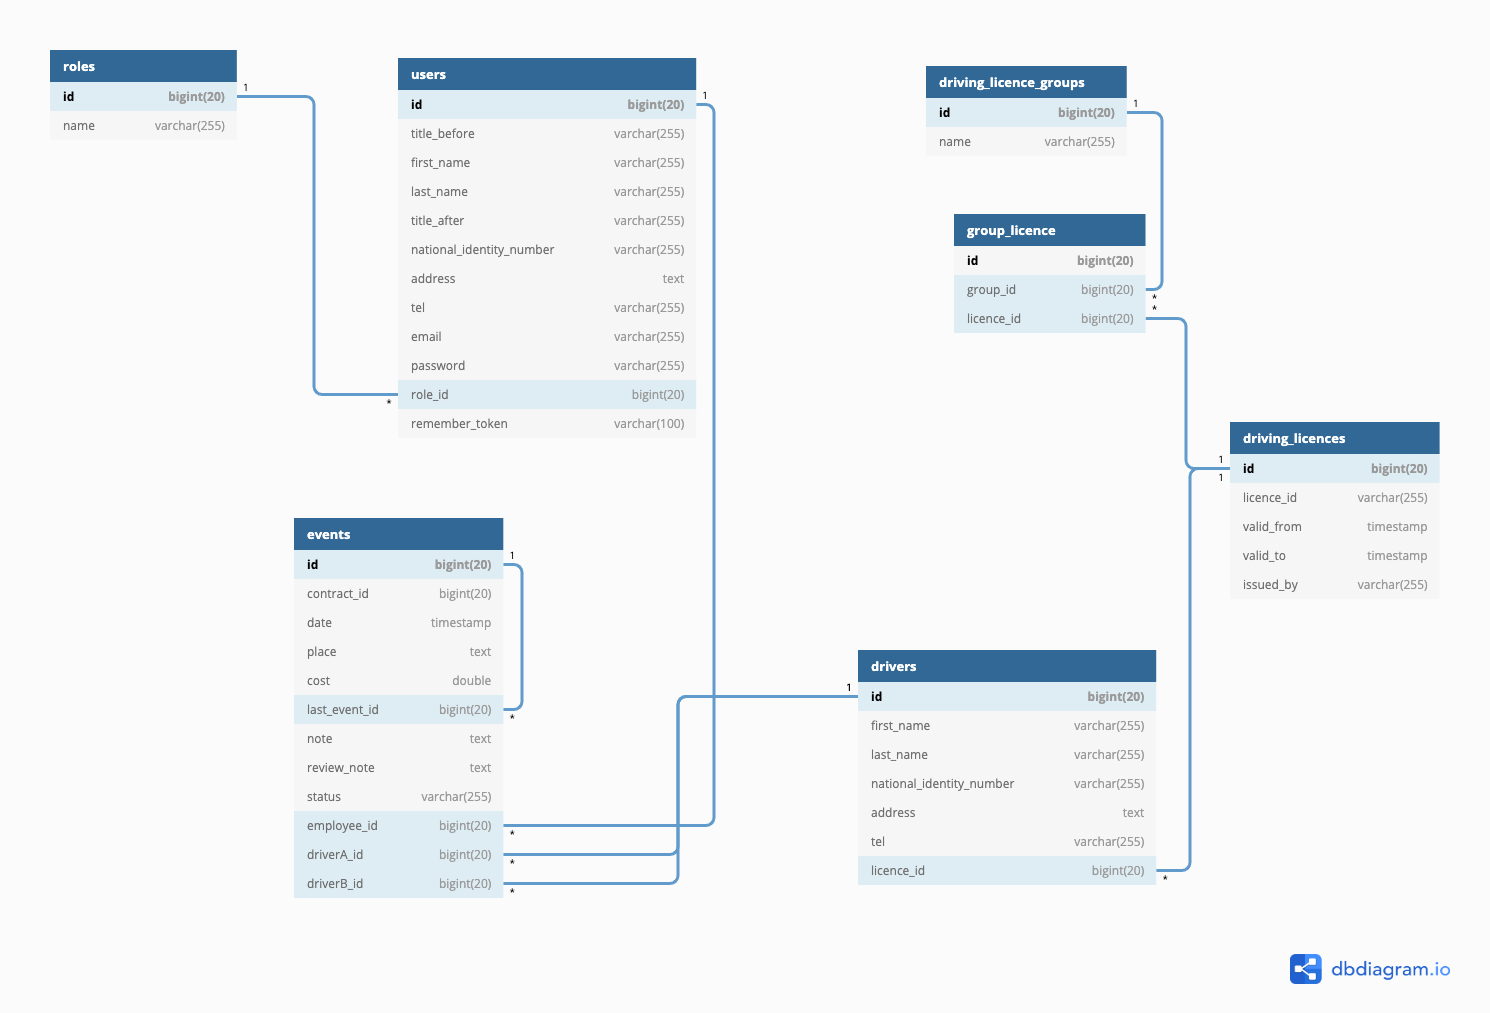 roles
id bigint(20)
name varchar(255)
1
users
id bigint(20)
title_before varchar(255)
first_name varchar(255)
last_name varchar(255)
title_after varchar(255)
national_identity_number varchar(255)
address text
tel varchar(255)
email varchar(255)
password varchar(255)
role_id bigint(20)
remember_token varchar(100)
1
*
driving_licence_groups
id bigint(20)
name varchar(255)
1
group_licence
id bigint(20)
group_id bigint(20)
licence_id bigint(20)
*
*
driving_licences
id bigint(20)
licence_id varchar(255)
valid_from timestamp
valid_to timestamp
issued_by varchar(255)
1
1
events
id bigint(20)
contract_id bigint(20)
date timestamp
place text
cost double
last_event_id bigint(20)
note text
review_note text
status varchar(255)
employee_id bigint(20)
driverA_id bigint(20)
driverB_id bigint(20)
1
*
*
*
*
drivers
id bigint(20)
first_name varchar(255)
last_name varchar(255)
national_identity_number varchar(255)
address text
tel varchar(255)
licence_id bigint(20)
1
*
dbdiagram.io